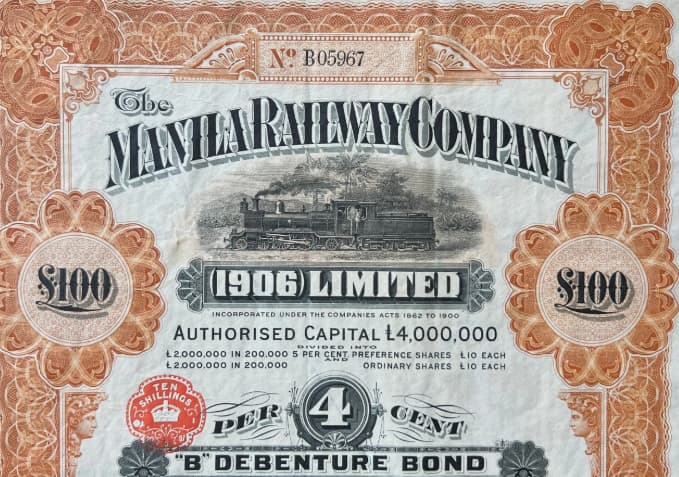 Nº B05967
The
MANILA RAILWAY COMPANY
£100
£100
(1906) LIMITED
INCORPORATED UNDER THE COMPANIES ACTS 1862 TO 1900
AUTHORISED CAPITAL £4,000,000
DIVIDED INTO
£2,000,000 IN 200,000 5 PER CENT. PREFERENCE SHARES £10 EACH
AND
£2,000,000 IN 200,000 ORDINARY SHARES £10 EACH
TEN
SHILLINGS
PER 4 CENT
"B" DEBENTURE BOND